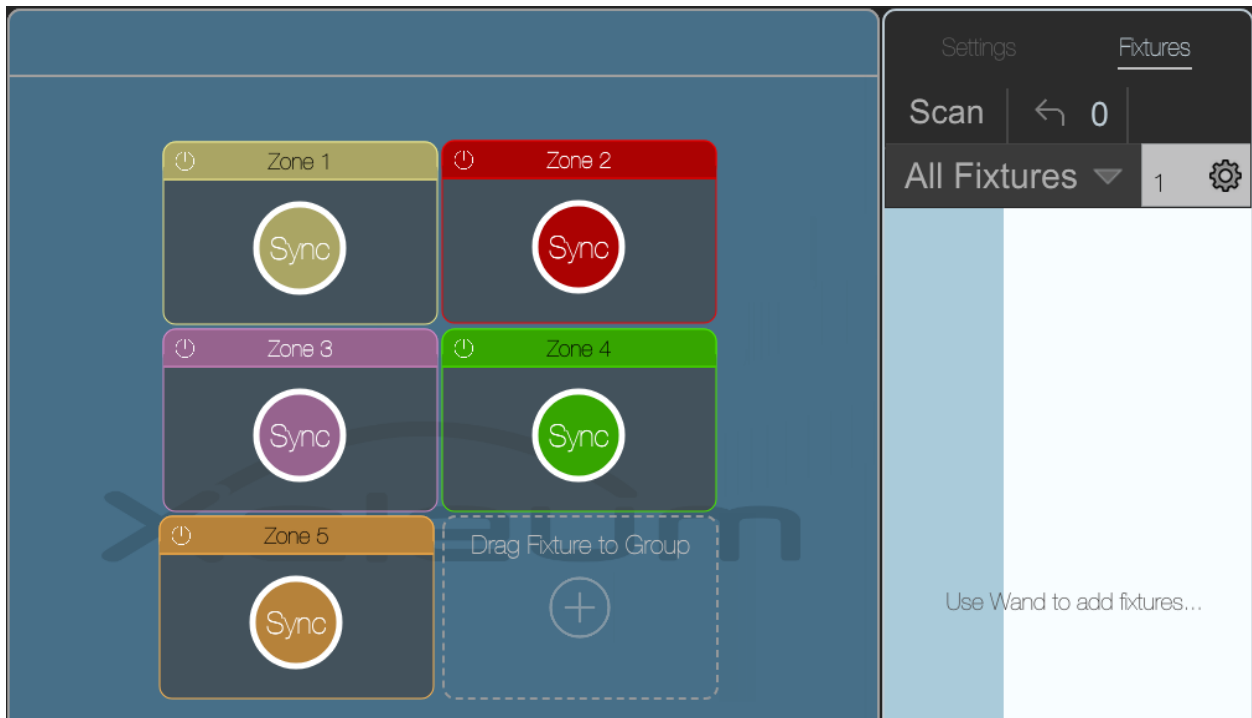 Settings Fixtures
Scan 0
All Fixtures 1
Zone 1 Zone 2
Sync Sync
Zone 3 Zone 4
Sync Sync
Zone 5
Drag Fixture to Group
Sync
Use Wand to add fixtures...